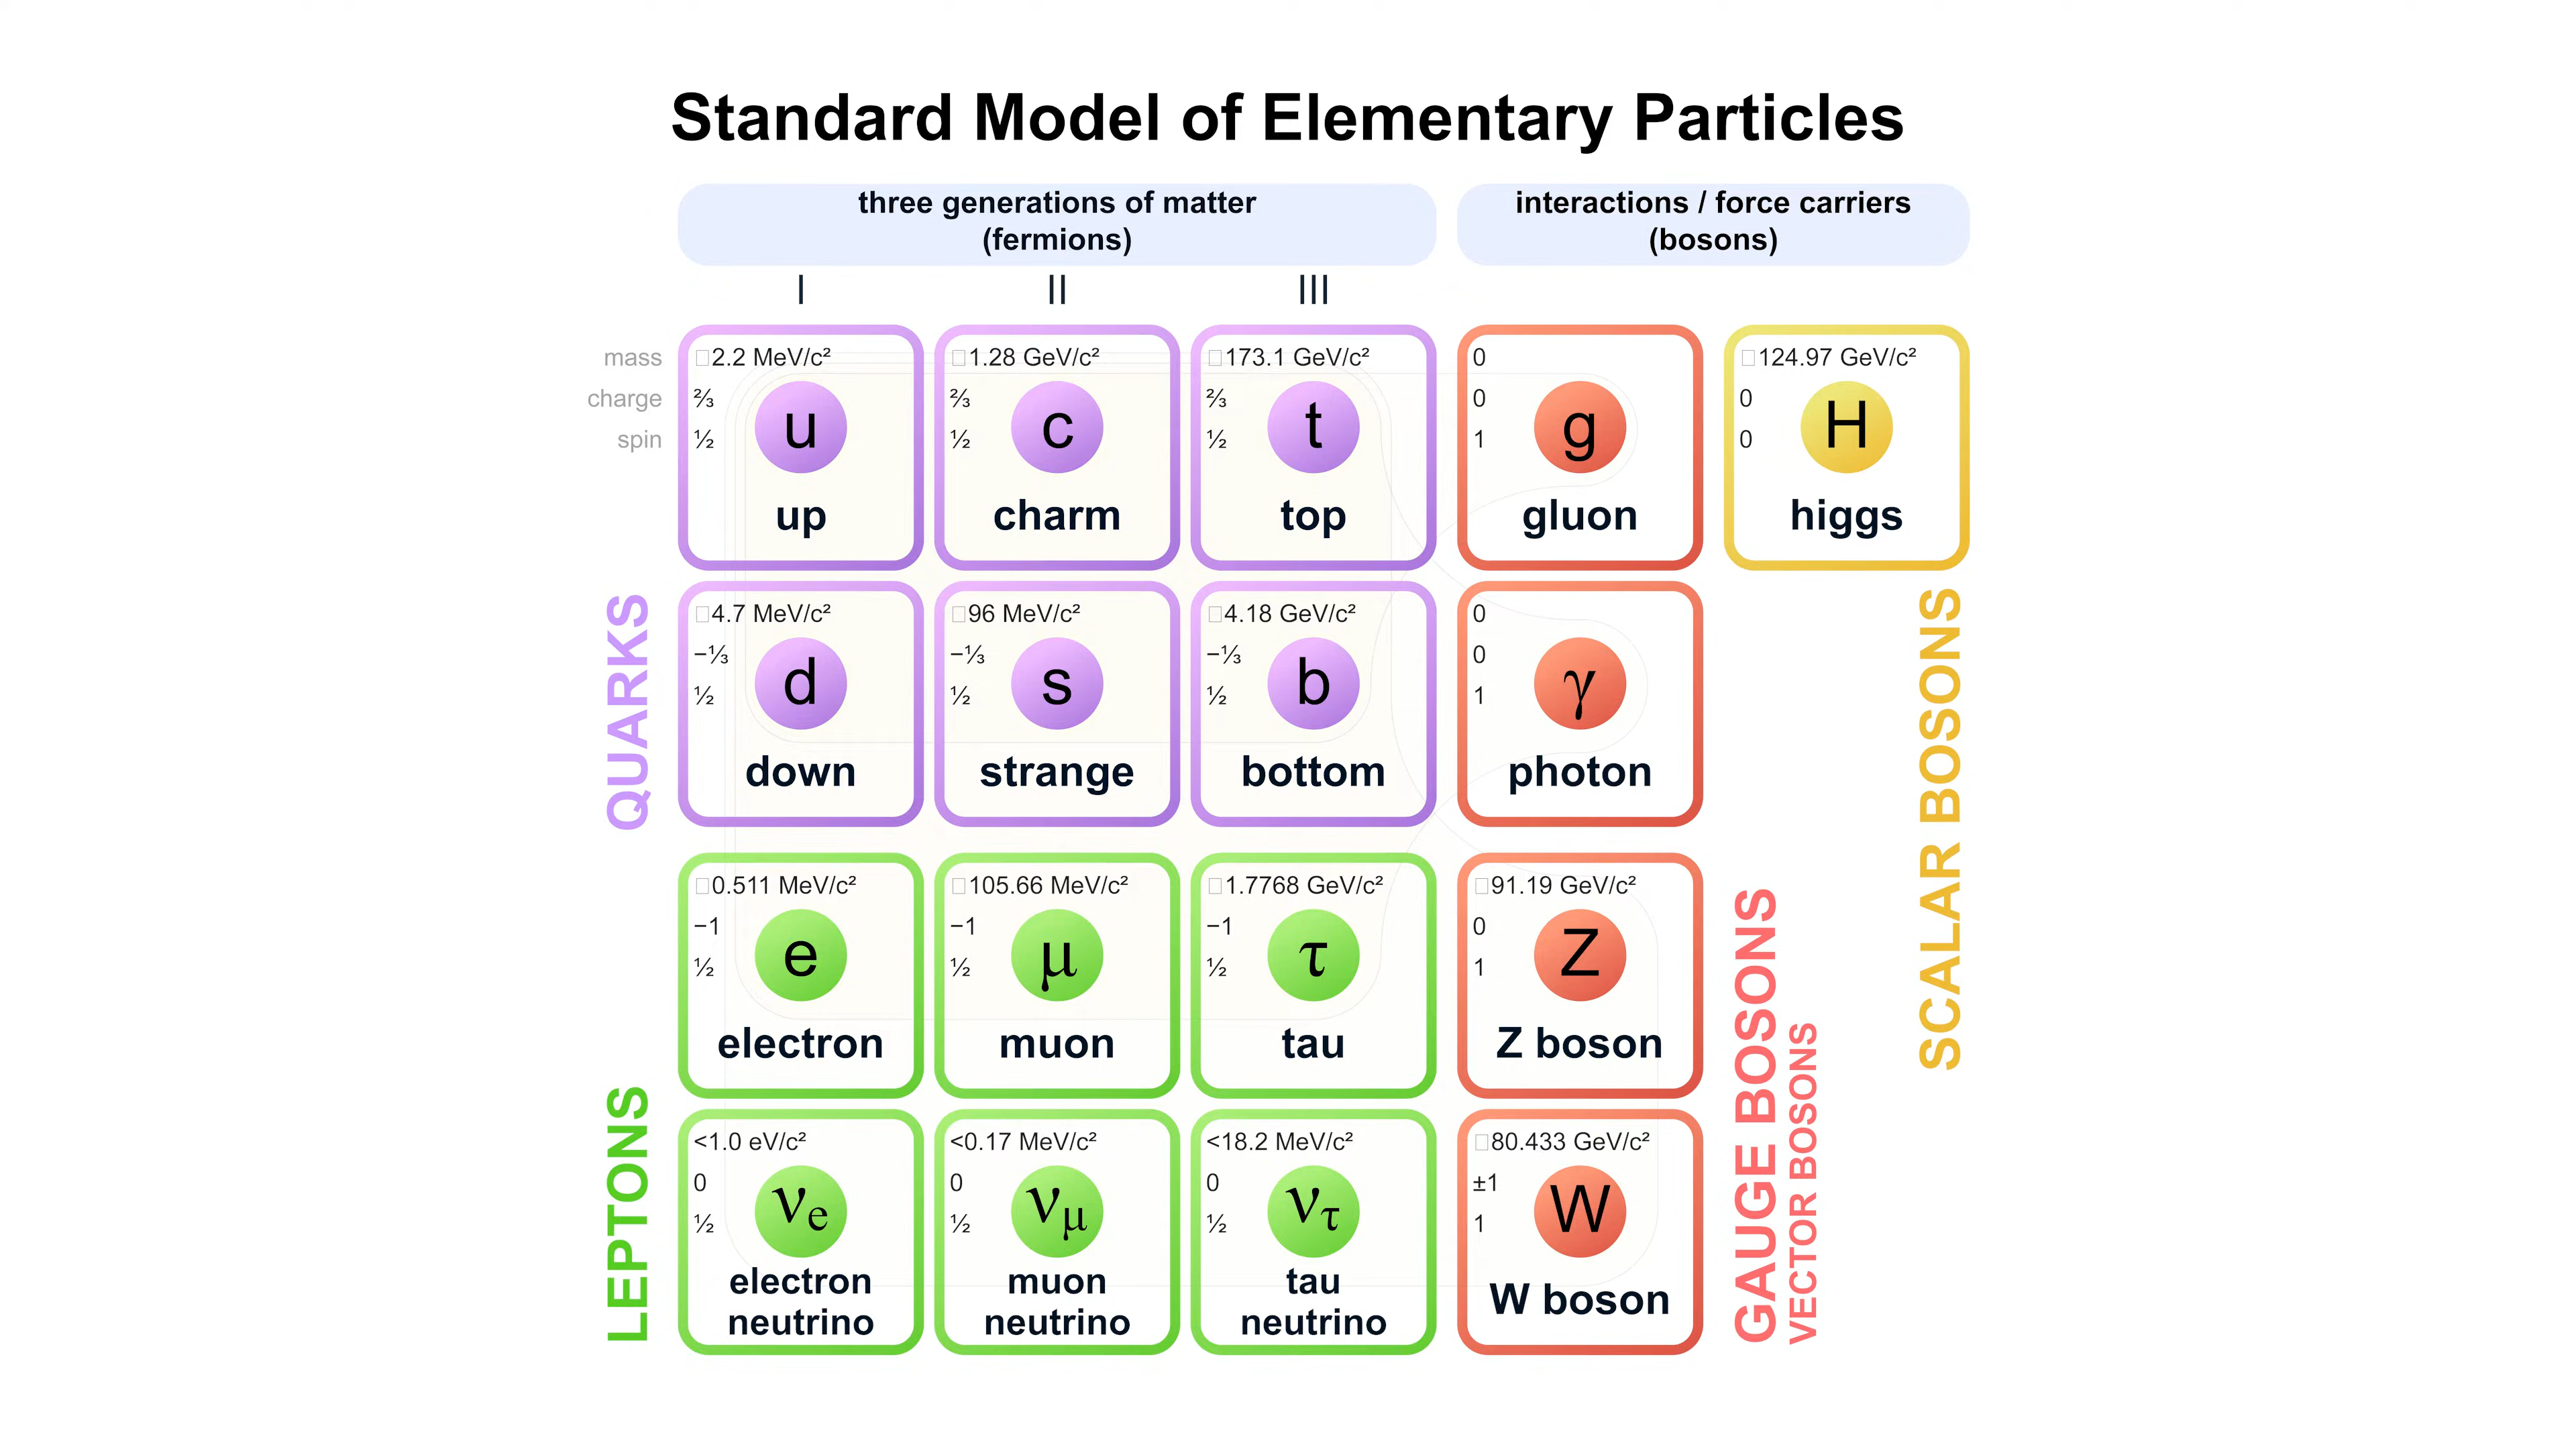 Standard Model of Elementary Particles
three generations of matter
(fermions)
interactions / force carriers
(bosons)
I
II
III
mass
charge
spin
2.2 MeV/c²
⅔
½
u
up
1.28 GeV/c²
⅔
½
c
charm
173.1 GeV/c²
⅔
½
t
top
0
0
1
g
gluon
124.97 GeV/c²
0
0
H
higgs
QUARKS
4.7 MeV/c²
−⅓
½
d
down
96 MeV/c²
−⅓
½
s
strange
4.18 GeV/c²
−⅓
½
b
bottom
0
0
1
γ
photon
SCALAR BOSONS
0.511 MeV/c²
−1
½
e
electron
105.66 MeV/c²
−1
½
μ
muon
1.7768 GeV/c²
−1
½
τ
tau
91.19 GeV/c²
0
1
Z
Z boson
LEPTONS
<1.0 eV/c²
0
½
νe
electron
neutrino
<0.17 MeV/c²
0
½
νμ
muon
neutrino
<18.2 MeV/c²
0
½
ντ
tau
neutrino
80.433 GeV/c²
±1
1
W
W boson
GAUGE BOSONS
VECTOR BOSONS